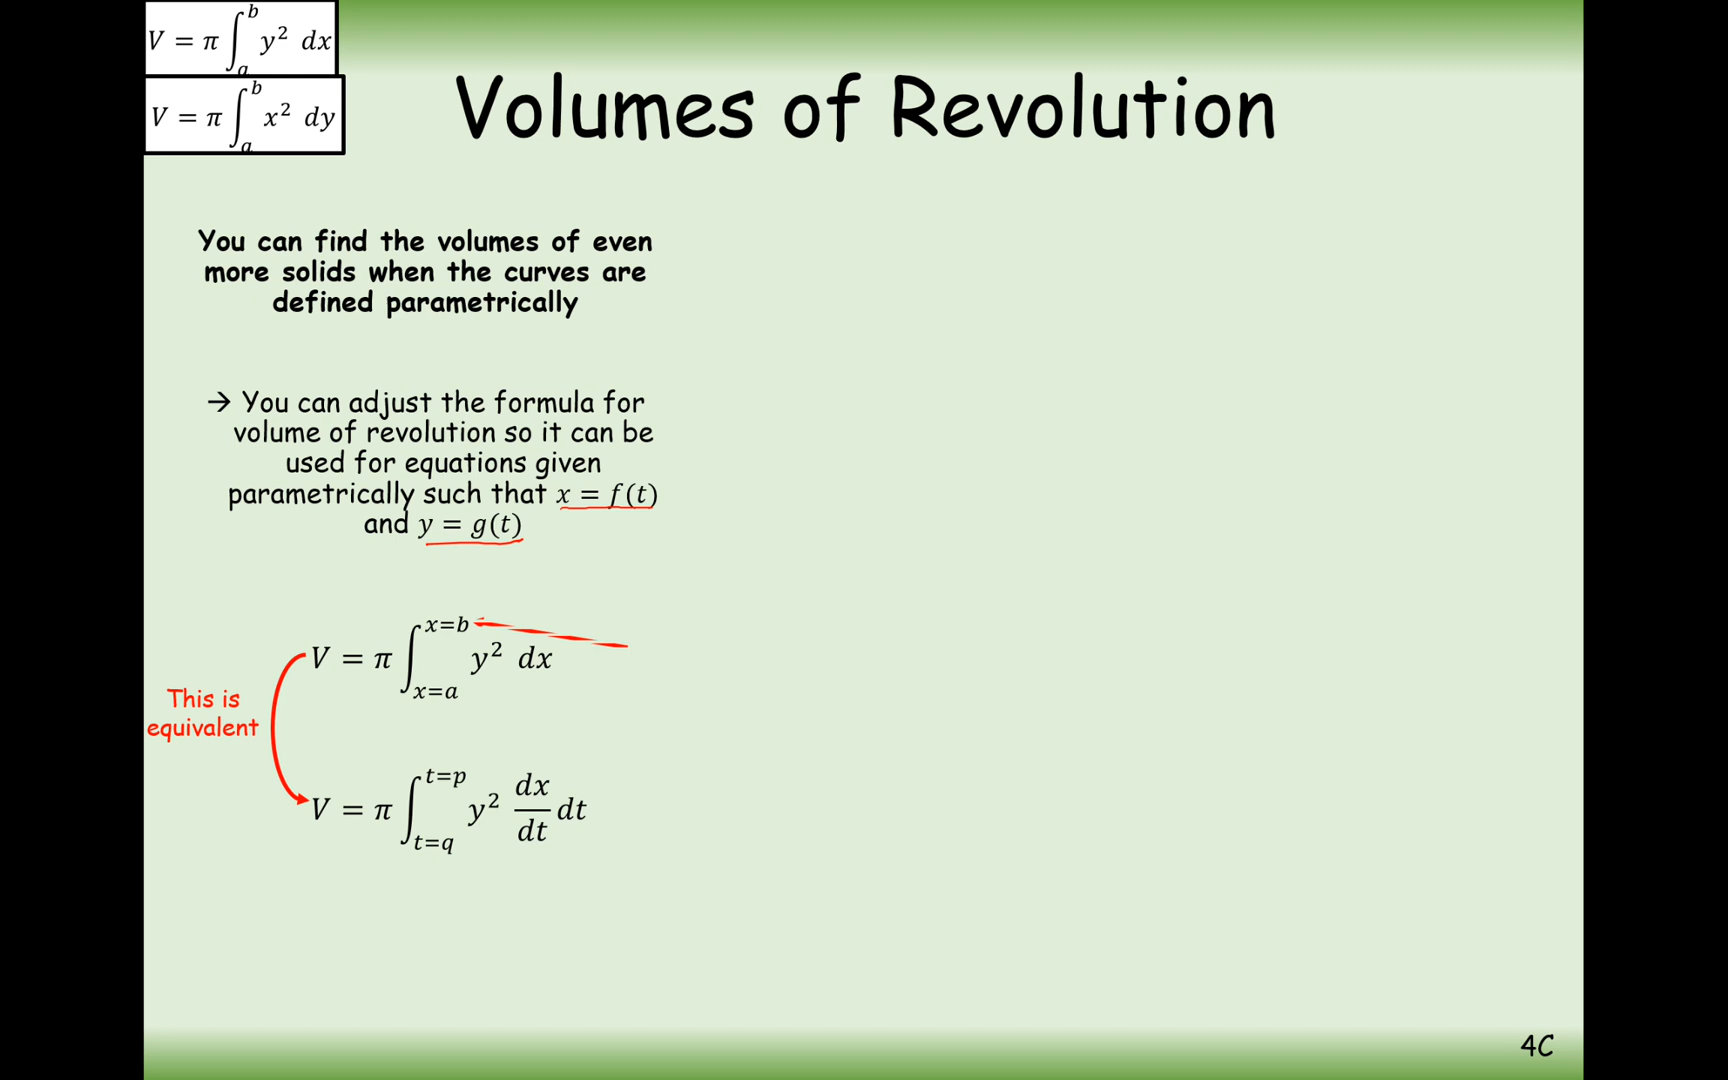 V = π ∫_a^b y² dx
V = π ∫_a^b x² dy
Volumes of Revolution
You can find the volumes of even
more solids when the curves are
defined parametrically
→ You can adjust the formula for
volume of revolution so it can be
used for equations given
parametrically such that x = f(t)
and y = g(t)
V = π ∫_{x=a}^{x=b} y² dx
This is
equivalent
V = π ∫_{t=q}^{t=p} y² dx/dt dt
4C